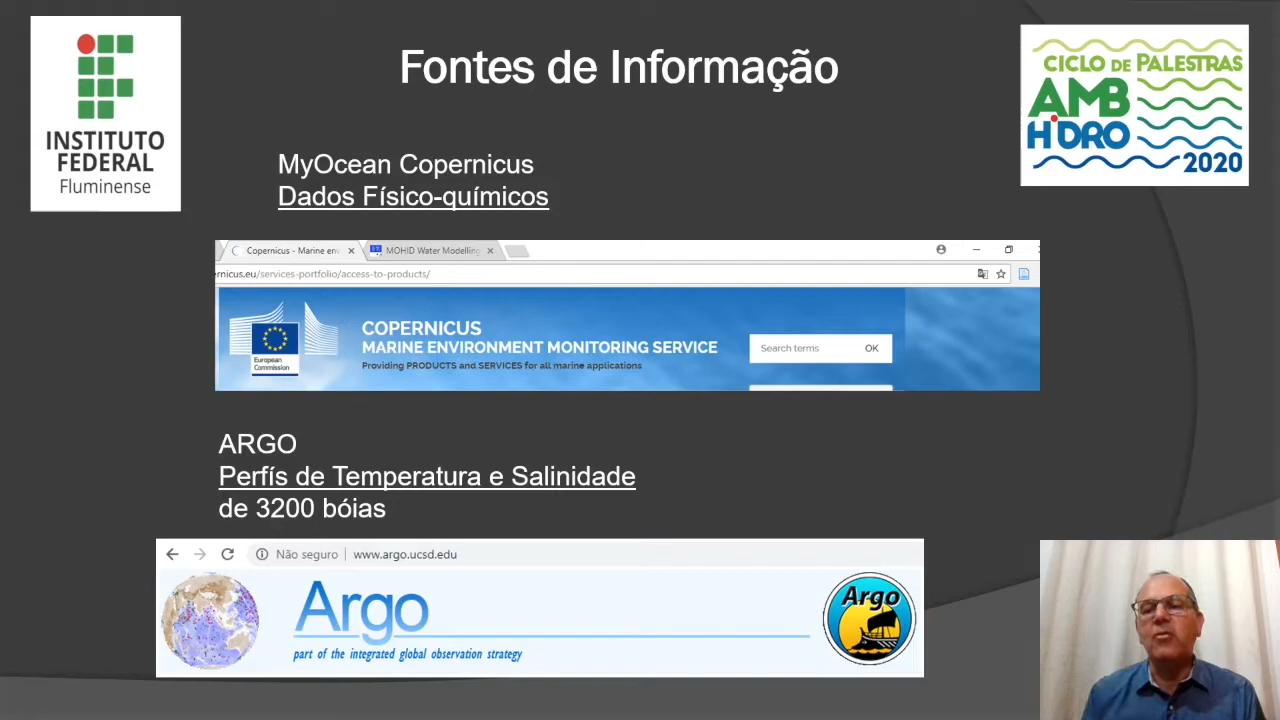 INSTITUTO
FEDERAL
Fluminense
Fontes de Informação
CICLO DE PALESTRAS
AMB
HIDRO
2020
MyOcean Copernicus
Dados Físico-químicos
Copernicus - Marine en
MOHID Water Modelling
rnicus.eu/services-portfolio/access-to-products/
European
Commission
COPERNICUS
MARINE ENVIRONMENT MONITORING SERVICE
Providing PRODUCTS and SERVICES for all marine applications
Search terms
OK
ARGO
Perfís de Temperatura e Salinidade
de 3200 bóias
Não seguro
www.argo.ucsd.edu
Argo
part of the integrated global observation strategy
Argo